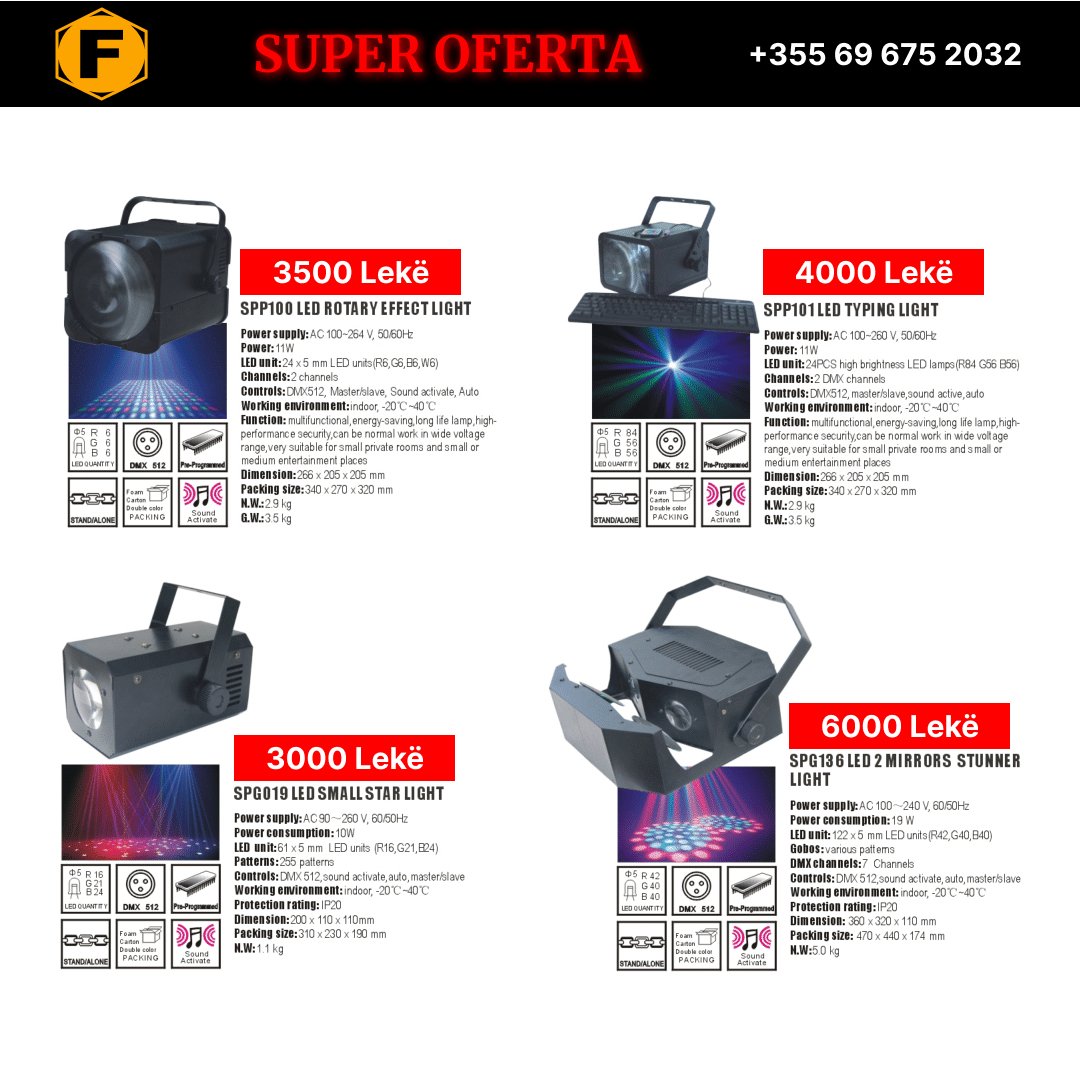 F
SUPER OFERTA
+355 69 675 2032
3500 Lekë
SPP100 LED ROTARY EFFECT LIGHT
Power supply: AC 100~264 V, 50/60Hz
Power: 11W
LED unit: 24 x 5 mm LED units(R6,G6,B6,W6)
Channels: 2 channels
Controls: DMX512, Master/slave, Sound activate, Auto
Working environment: indoor, -20℃~40℃
Function: multifunctional,energy-saving,long life lamp,high-
performance security,can be normal work in wide voltage
range,very suitable for small private rooms and small or
medium entertainment places
Dimension: 266 x 205 x 205 mm
Packing size: 340 x 270 x 320 mm
N.W.: 2.9 kg
G.W.: 3.5 kg
Φ5 R 6
G 6
B 6
LED QUANTITY
DMX 512
Pre-Programmed
STAND/ALONE
Foam
Carton
Double color
PACKING
Sound
Activate
4000 Lekë
SPP101 LED TYPING LIGHT
Power supply: AC 100~260 V, 50/60Hz
Power: 11W
LED unit: 24PCS high brightness LED lamps(R84 G56 B56)
Channels: 2 DMX channels
Controls: DMX512, master/slave,sound active,auto
Working environment: indoor, -20℃~40℃
Function: multifunctional,energy-saving,long life lamp,high-
performance security,can be normal work in wide voltage
range,very suitable for small private rooms and small or
medium entertainment places
Dimension: 266 x 205 x 205 mm
Packing size: 340 x 270 x 320 mm
N.W.: 2.9 kg
G.W.: 3.5 kg
Φ5 R 84
G 56
B 56
LED QUANTITY
DMX 512
Pre-Programmed
STAND/ALONE
Foam
Carton
Double color
PACKING
Sound
Activate
3000 Lekë
SPG019 LED SMALL STAR LIGHT
Power supply: AC 90~260 V, 60/50Hz
Power consumption: 10W
LED unit: 61 x 5 mm LED units (R16,G21,B24)
Patterns: 255 patterns
Controls: DMX 512,sound activate,auto,master/slave
Working environment: indoor, -20℃~40℃
Protection rating: IP20
Dimension: 200 x 110 x 110mm
Packing size: 310 x 230 x 190 mm
N.W: 1.1 kg
Φ5 R 16
G 21
B 24
LED QUANTITY
DMX 512
Pre-Programmed
STAND/ALONE
Foam
Carton
Double color
PACKING
Sound
Activate
6000 Lekë
SPG136 LED 2 MIRRORS STUNNER
LIGHT
Power supply: AC 100~240 V, 60/50Hz
Power consumption: 19 W
LED unit: 122 x 5 mm LED units(R42,G40,B40)
Gobos: various patterns
DMX channels: 7 Channels
Controls: DMX 512,sound activate,auto,master/slave
Working environment: indoor, -20℃~40℃
Protection rating: IP20
Dimension: 360 x 320 x 110 mm
Packing size: 470 x 440 x 174 mm
N.W: 5.0 kg
Φ5 R 42
G 40
B 40
LED QUANTITY
DMX 512
Pre-Programmed
STAND/ALONE
Foam
Carton
Double color
PACKING
Sound
Activate